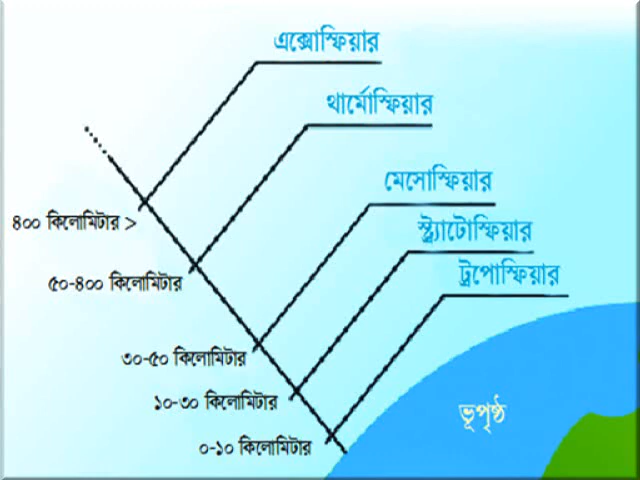 এক্সোস্ফিয়ার
থার্মোস্ফিয়ার
মেসোস্ফিয়ার
৪০০ কিলোমিটার >
স্ট্র্যাটোস্ফিয়ার
ট্রপোস্ফিয়ার
৫০-৪০০ কিলোমিটার
৩০-৫০ কিলোমিটার
১০-৩০ কিলোমিটার
ভূপৃষ্ঠ
০-১০ কিলোমিটার